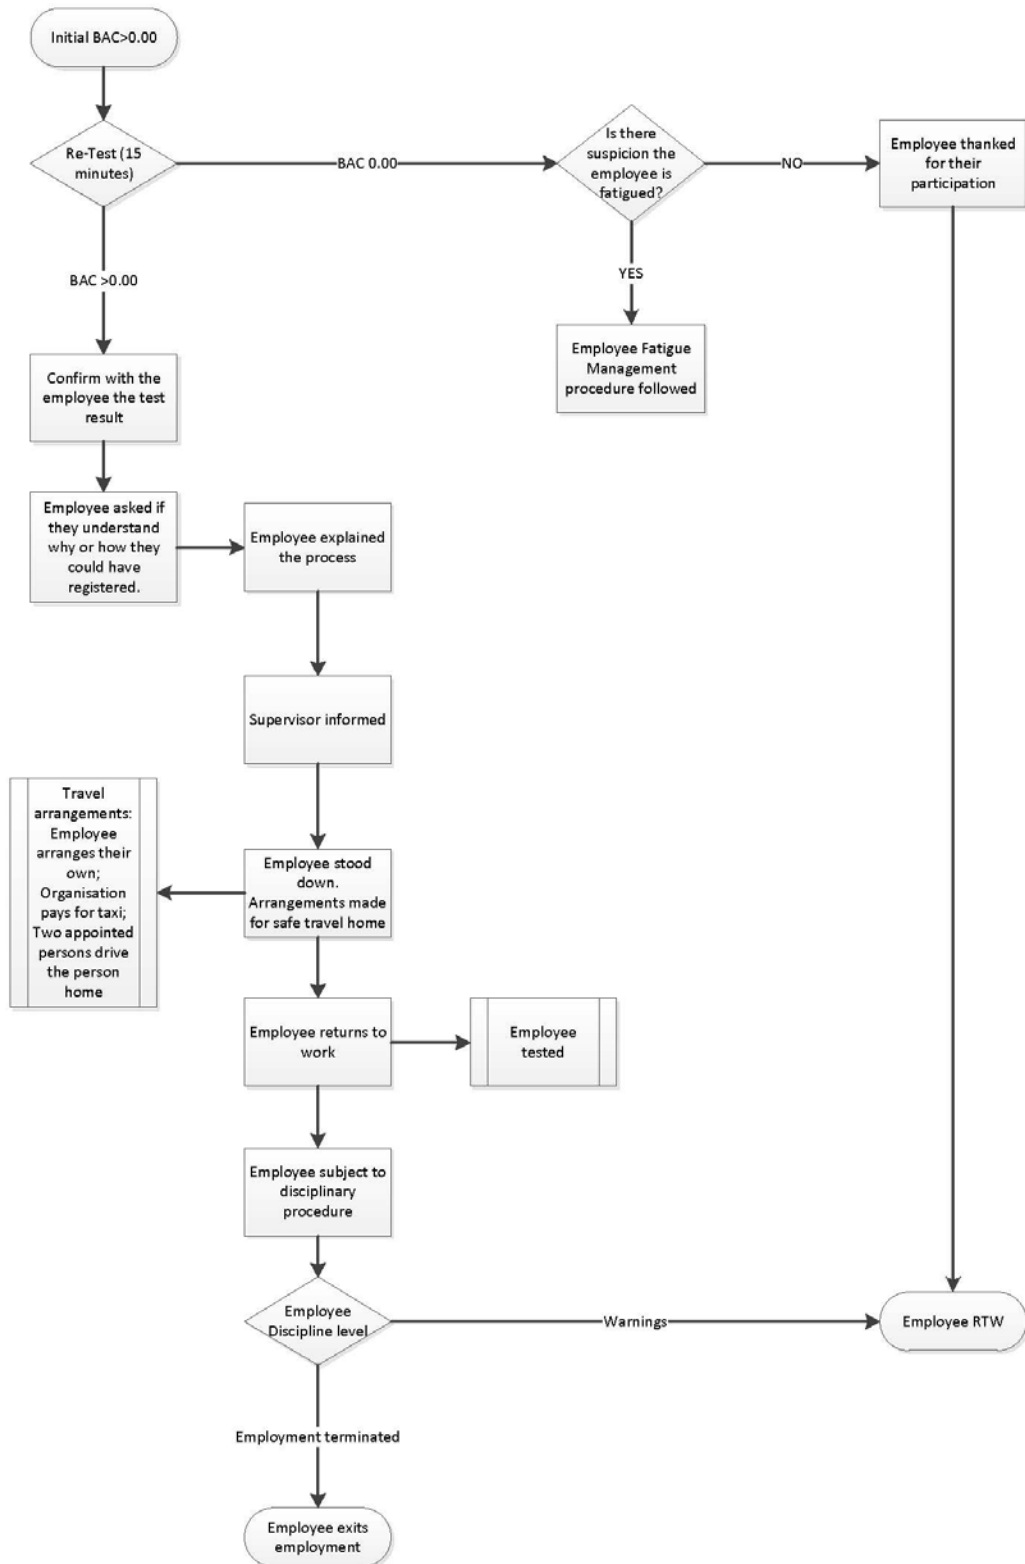 Initial BAC>0.00
Re-Test (15
minutes)
BAC 0.00
Is there
suspicion the
employee is
fatigued?
NO
Employee thanked
for their
participation
BAC >0.00
YES
Confirm with the
employee the test
result
Employee Fatigue
Management
procedure followed
Employee asked if
they understand
why or how they
could have
registered.
Employee explained
the process
Supervisor informed
Travel
arrangements:
Employee
arranges their
own;
Organisation
pays for taxi;
Two appointed
persons drive
the person
home
Employee stood
down.
Arrangements made
for safe travel home
Employee returns to
work
Employee
tested
Employee subject to
disciplinary
procedure
Employee
Discipline level
Warnings
Employee RTW
Employment terminated
Employee exits
employment